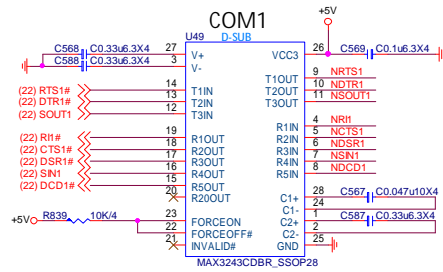 COM1
+5V
U49
D-SUB
C568 C0.33u6.3X4 27 V+ VCC3 26 C569 C0.1u6.3X4
C588 C0.33u6.3X4 3 V-
T1OUT 9 NRTS1
(22) RTS1# 14 T1IN T2OUT 10 NDTR1
(22) DTR1# 13 T2IN T3OUT 11 NSOUT1
(22) SOUT1 12 T3IN
R1IN 4 NRI1
(22) RI1# 19 R1OUT R2IN 5 NCTS1
(22) CTS1# 18 R2OUT R3IN 6 NDSR1
(22) DSR1# 17 R3OUT R4IN 7 NSIN1
(22) SIN1 16 R4OUT R5IN 8 NDCD1
(22) DCD1# 15 R5OUT
20 R2OUT C1+ 28 C567 C0.047u10X4
C1- 24
+5V R839 10K/4 23 FORCEON C2+ 1 C587 C0.33u6.3X4
22 FORCEOFF# C2- 2
21 INVALID# GND 25
MAX3243CDBR_SSOP28